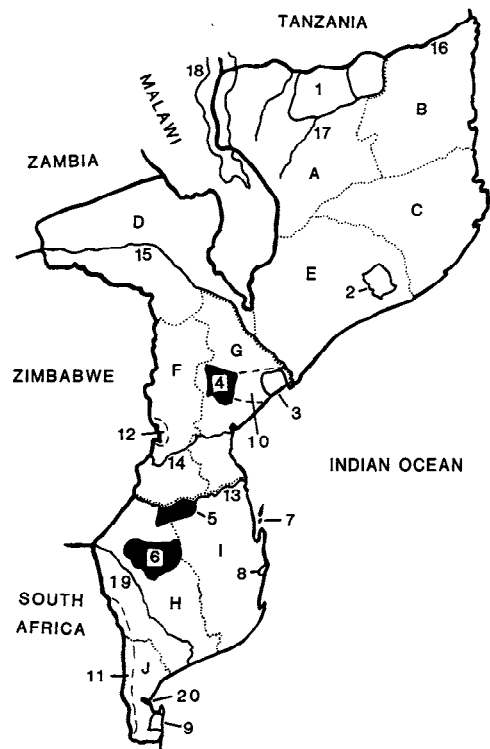 TANZANIA
16
18
1
B
MALAWI
17
ZAMBIA
A
D
C
15
E
2
G
ZIMBABWE
F
4
3
12
10
14
INDIAN OCEAN
13
5
7
6
I
8
19
SOUTH
AFRICA
H
J
11
20
9